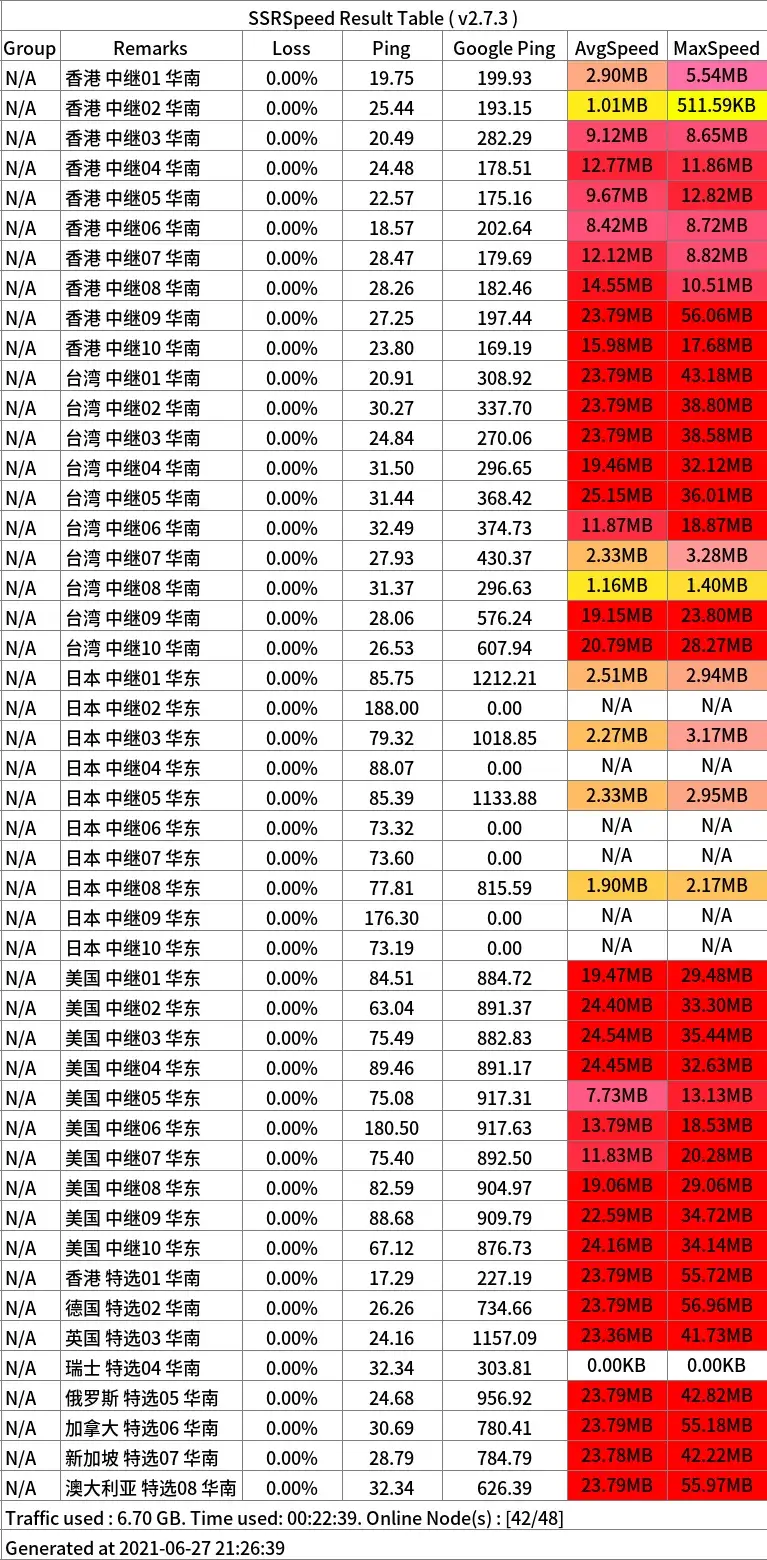 SSRSpeed Result Table ( v2.7.3 )
Group Remarks Loss Ping Google Ping AvgSpeed MaxSpeed
N/A 香港 中继01 华南 0.00% 19.75 199.93 2.90MB 5.54MB
N/A 香港 中继02 华南 0.00% 25.44 193.15 1.01MB 511.59KB
N/A 香港 中继03 华南 0.00% 20.49 282.29 9.12MB 8.65MB
N/A 香港 中继04 华南 0.00% 24.48 178.51 12.77MB 11.86MB
N/A 香港 中继05 华南 0.00% 22.57 175.16 9.67MB 12.82MB
N/A 香港 中继06 华南 0.00% 18.57 202.64 8.42MB 8.72MB
N/A 香港 中继07 华南 0.00% 28.47 179.69 12.12MB 8.82MB
N/A 香港 中继08 华南 0.00% 28.26 182.46 14.55MB 10.51MB
N/A 香港 中继09 华南 0.00% 27.25 197.44 23.79MB 56.06MB
N/A 香港 中继10 华南 0.00% 23.80 169.19 15.98MB 17.68MB
N/A 台湾 中继01 华南 0.00% 20.91 308.92 23.79MB 43.18MB
N/A 台湾 中继02 华南 0.00% 30.27 337.70 23.79MB 38.80MB
N/A 台湾 中继03 华南 0.00% 24.84 270.06 23.79MB 38.58MB
N/A 台湾 中继04 华南 0.00% 31.50 296.65 19.46MB 32.12MB
N/A 台湾 中继05 华南 0.00% 31.44 368.42 25.15MB 36.01MB
N/A 台湾 中继06 华南 0.00% 32.49 374.73 11.87MB 18.87MB
N/A 台湾 中继07 华南 0.00% 27.93 430.37 2.33MB 3.28MB
N/A 台湾 中继08 华南 0.00% 31.37 296.63 1.16MB 1.40MB
N/A 台湾 中继09 华南 0.00% 28.06 576.24 19.15MB 23.80MB
N/A 台湾 中继10 华南 0.00% 26.53 607.94 20.79MB 28.27MB
N/A 日本 中继01 华东 0.00% 85.75 1212.21 2.51MB 2.94MB
N/A 日本 中继02 华东 0.00% 188.00 0.00 N/A N/A
N/A 日本 中继03 华东 0.00% 79.32 1018.85 2.27MB 3.17MB
N/A 日本 中继04 华东 0.00% 88.07 0.00 N/A N/A
N/A 日本 中继05 华东 0.00% 85.39 1133.88 2.33MB 2.95MB
N/A 日本 中继06 华东 0.00% 73.32 0.00 N/A N/A
N/A 日本 中继07 华东 0.00% 73.60 0.00 N/A N/A
N/A 日本 中继08 华东 0.00% 77.81 815.59 1.90MB 2.17MB
N/A 日本 中继09 华东 0.00% 176.30 0.00 N/A N/A
N/A 日本 中继10 华东 0.00% 73.19 0.00 N/A N/A
N/A 美国 中继01 华东 0.00% 84.51 884.72 19.47MB 29.48MB
N/A 美国 中继02 华东 0.00% 63.04 891.37 24.40MB 33.30MB
N/A 美国 中继03 华东 0.00% 75.49 882.83 24.54MB 35.44MB
N/A 美国 中继04 华东 0.00% 89.46 891.17 24.45MB 32.63MB
N/A 美国 中继05 华东 0.00% 75.08 917.31 7.73MB 13.13MB
N/A 美国 中继06 华东 0.00% 180.50 917.63 13.79MB 18.53MB
N/A 美国 中继07 华东 0.00% 75.40 892.50 11.83MB 20.28MB
N/A 美国 中继08 华东 0.00% 82.59 904.97 19.06MB 29.06MB
N/A 美国 中继09 华东 0.00% 88.68 909.79 22.59MB 34.72MB
N/A 美国 中继10 华东 0.00% 67.12 876.73 24.16MB 34.14MB
N/A 香港 特选01 华南 0.00% 17.29 227.19 23.79MB 55.72MB
N/A 德国 特选02 华南 0.00% 26.26 734.66 23.79MB 56.96MB
N/A 英国 特选03 华南 0.00% 24.16 1157.09 23.36MB 41.73MB
N/A 瑞士 特选04 华南 0.00% 32.34 303.81 0.00KB 0.00KB
N/A 俄罗斯 特选05 华南 0.00% 24.68 956.92 23.79MB 42.82MB
N/A 加拿大 特选06 华南 0.00% 30.69 780.41 23.79MB 55.18MB
N/A 新加坡 特选07 华南 0.00% 28.79 784.79 23.78MB 42.22MB
N/A 澳大利亚 特选08 华南 0.00% 32.34 626.39 23.79MB 55.97MB
Traffic used : 6.70 GB. Time used: 00:22:39. Online Node(s) : [42/48]
Generated at 2021-06-27 21:26:39